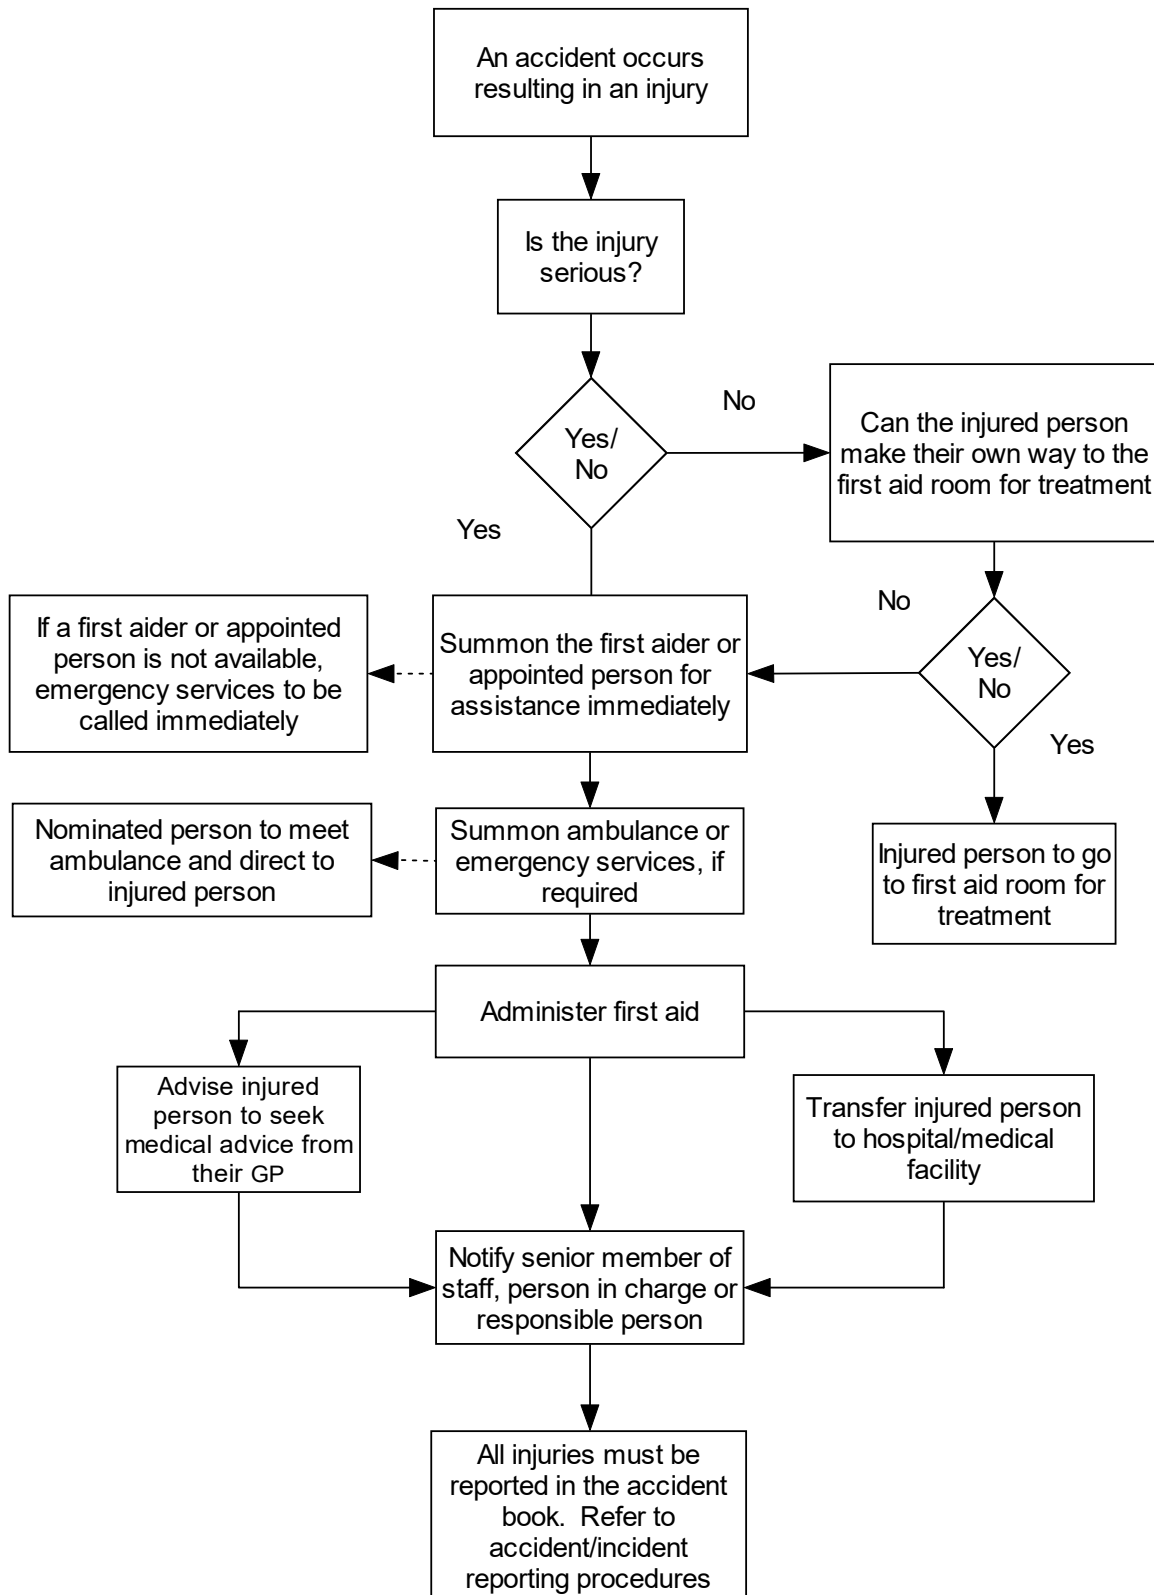 An accident occurs
resulting in an injury
Is the injury
serious?
Yes/
No
No
Can the injured person
make their own way to the
first aid room for treatment
Yes
No
Yes/
No
Yes
If a first aider or appointed
person is not available,
emergency services to be
called immediately
Summon the first aider or
appointed person for
assistance immediately
Nominated person to meet
ambulance and direct to
injured person
Summon ambulance or
emergency services, if
required
Injured person to go
to first aid room for
treatment
Administer first aid
Advise injured
person to seek
medical advice from
their GP
Transfer injured person
to hospital/medical
facility
Notify senior member of
staff, person in charge or
responsible person
All injuries must be
reported in the accident
book.  Refer to
accident/incident
reporting procedures